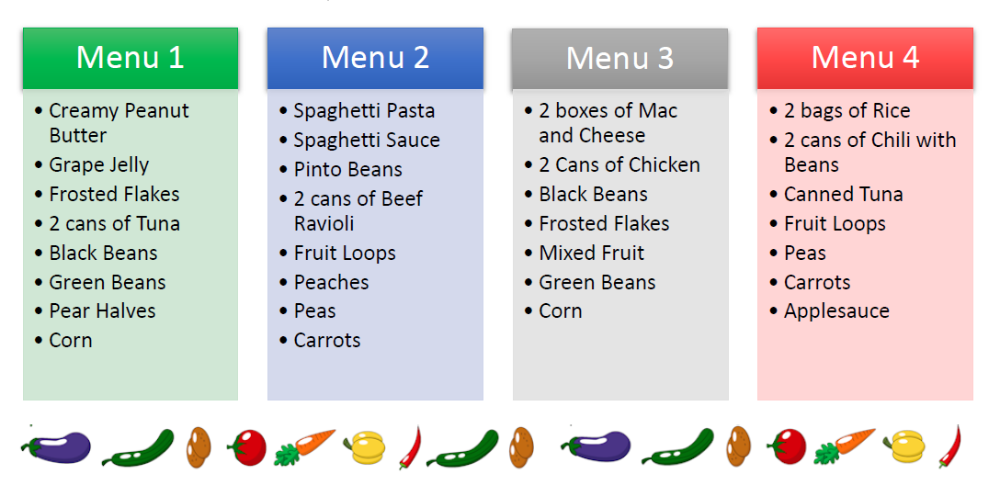 Menu 1
• Creamy Peanut
Butter
• Grape Jelly
• Frosted Flakes
• 2 cans of Tuna
• Black Beans
• Green Beans
• Pear Halves
• Corn
Menu 2
• Spaghetti Pasta
• Spaghetti Sauce
• Pinto Beans
• 2 cans of Beef
Ravioli
• Fruit Loops
• Peaches
• Peas
• Carrots
Menu 3
• 2 boxes of Mac
and Cheese
• 2 Cans of Chicken
• Black Beans
• Frosted Flakes
• Mixed Fruit
• Green Beans
• Corn
Menu 4
• 2 bags of Rice
• 2 cans of Chili with
Beans
• Canned Tuna
• Fruit Loops
• Peas
• Carrots
• Applesauce